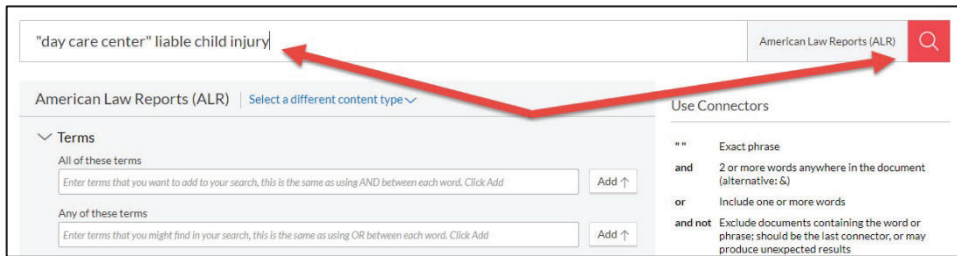 "day care center" liable child injury
American Law Reports (ALR)
American Law Reports (ALR) Select a different content type
Terms
All of these terms
Enter terms that you want to add to your search, this is the same as using AND between each word. Click Add
Add ↑
Any of these terms
Enter terms that you might find in your search, this is the same as using OR between each word. Click Add
Add ↑
Use Connectors
" " Exact phrase
and 2 or more words anywhere in the document
(alternative: &)
or Include one or more words
and not Exclude documents containing the word or
phrase; should be the last connector, or may
produce unexpected results